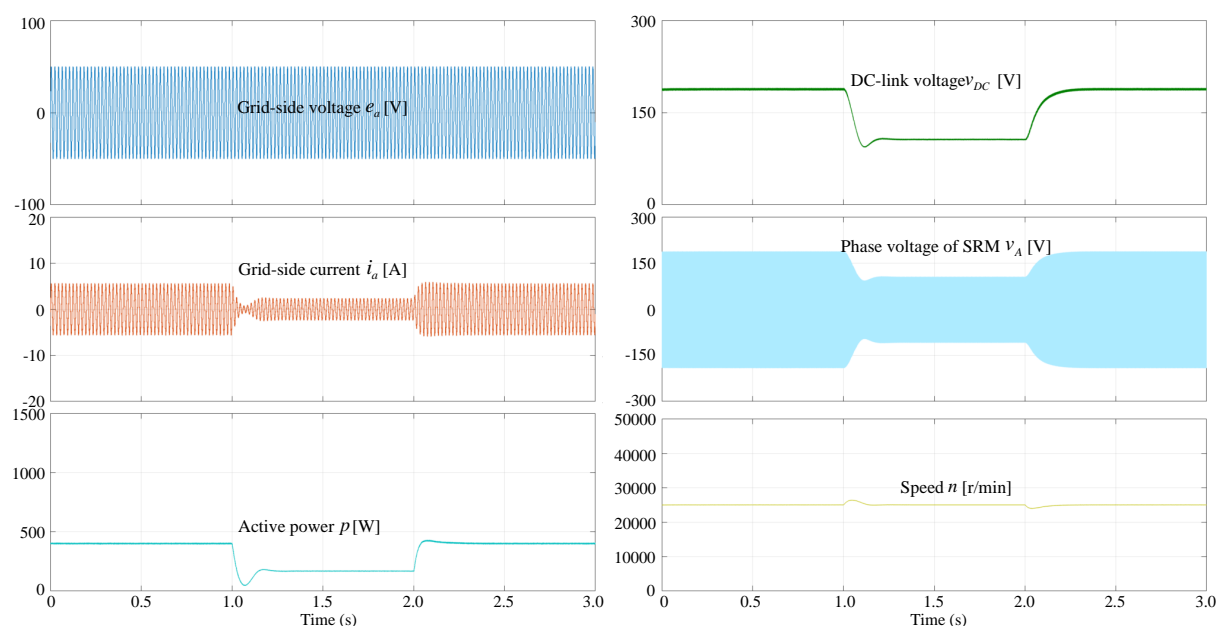 100
0
-100
Grid-side voltage e_a [V]
20
10
0
-10
-20
Grid-side current i_a [A]
1500
1000
500
0
Active power p [W]
0 0.5 1.0 1.5 2.0 2.5 3.0
Time (s)
300
150
0
DC-link voltagev_DC [V]
300
150
0
-150
-300
Phase voltage of SRM v_A [V]
50000
40000
30000
20000
10000
0
Speed n [r/min]
0 0.5 1.0 1.5 2.0 2.5 3.0
Time (s)